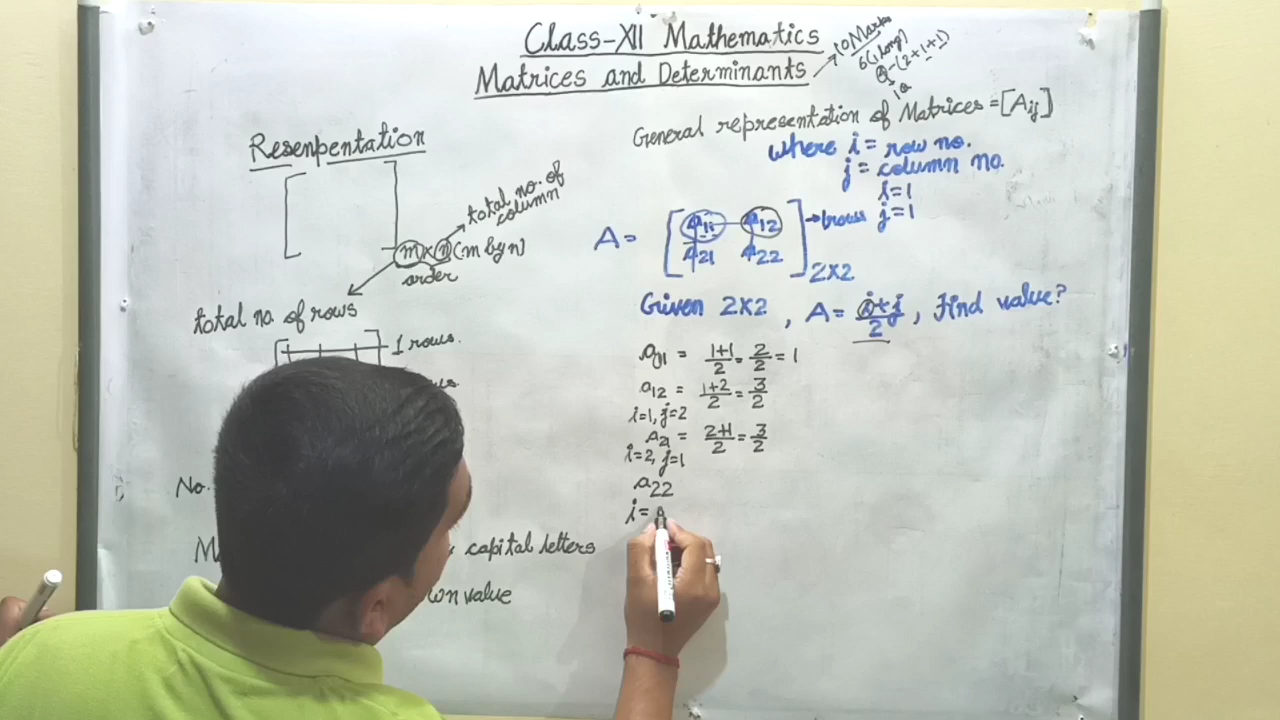 Class-XII Mathematics
Matrices and Determinants
10 Marks
6(1 long)
(2+1+1)
Resenpentation
total no. of
column
m×n (m by n)
order
total no. of rows
1 rows.
No.
capital letters
own value
General representation of Matrices = [Aij]
where i = row no.
j = column no.
i=1
j=1
A = [a11 a12
a21 a22] 2×2
Given 2×2, A = i+j/2, Find value?
a11 = 1+1/2 = 2/2 = 1
a12 = 1+2/2 = 3/2
i=1, j=2
a21 = 2+1/2 = 3/2
i=2, j=1
a22
i=